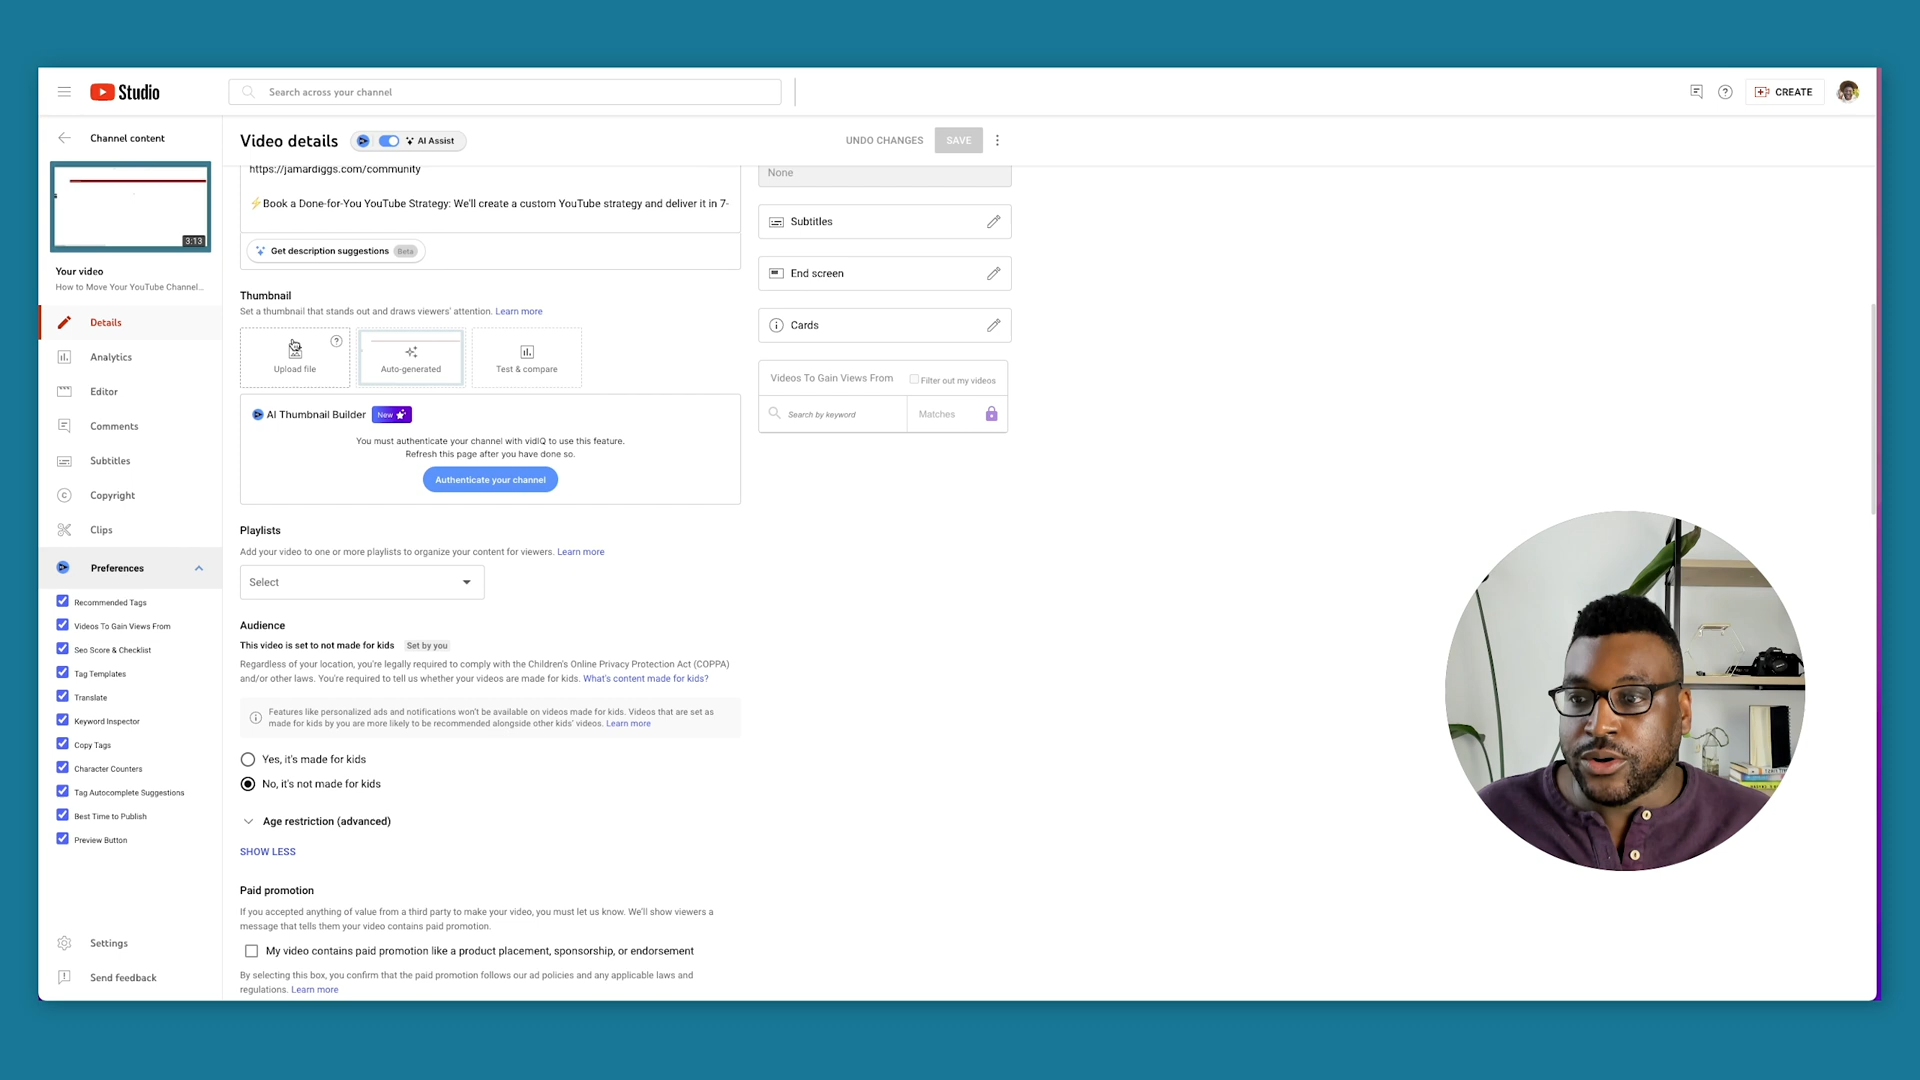 Studio
Search across your channel
CREATE
Channel content
Video details
AI Assist
UNDO CHANGES
SAVE
3:13
Your video
How to Move Your YouTube Channel...
Details
Analytics
Editor
Comments
Subtitles
Copyright
Clips
Preferences
Recommended Tags
Videos To Gain Views From
Seo Score & Checklist
Tag Templates
Translate
Keyword Inspector
Copy Tags
Character Counters
Tag Autocomplete Suggestions
Best Time to Publish
Preview Button
Settings
Send feedback
https://jamardiggs.com/community
⚡Book a Done-for-You YouTube Strategy: We'll create a custom YouTube strategy and deliver it in 7-
Get description suggestions Beta
Thumbnail
Set a thumbnail that stands out and draws viewers' attention. Learn more
Upload file
Auto-generated
Test & compare
AI Thumbnail Builder New
You must authenticate your channel with vidIQ to use this feature.
Refresh this page after you have done so.
Authenticate your channel
Playlists
Add your video to one or more playlists to organize your content for viewers. Learn more
Select
Audience
This video is set to not made for kids Set by you
Regardless of your location, you're legally required to comply with the Children's Online Privacy Protection Act (COPPA)
and/or other laws. You're required to tell us whether your videos are made for kids. What's content made for kids?
Features like personalized ads and notifications won't be available on videos made for kids. Videos that are set as
made for kids by you are more likely to be recommended alongside other kids' videos. Learn more
Yes, it's made for kids
No, it's not made for kids
Age restriction (advanced)
SHOW LESS
Paid promotion
If you accepted anything of value from a third party to make your video, you must let us know. We'll show viewers a
message that tells them your video contains paid promotion.
My video contains paid promotion like a product placement, sponsorship, or endorsement
By selecting this box, you confirm that the paid promotion follows our ad policies and any applicable laws and
regulations. Learn more
None
Subtitles
End screen
Cards
Videos To Gain Views From
Filter out my videos
Search by keyword
Matches